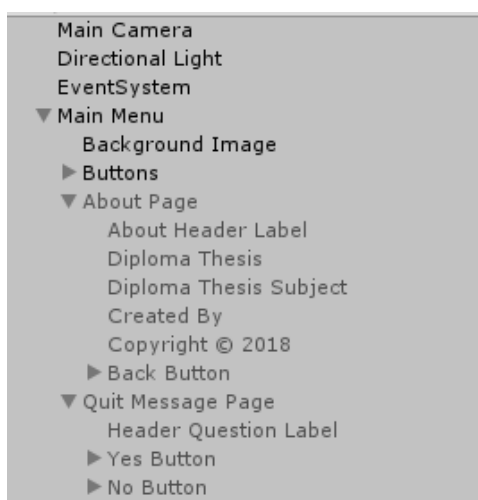 Main Camera
Directional Light
EventSystem
Main Menu
Background Image
Buttons
About Page
About Header Label
Diploma Thesis
Diploma Thesis Subject
Created By
Copyright © 2018
Back Button
Quit Message Page
Header Question Label
Yes Button
No Button